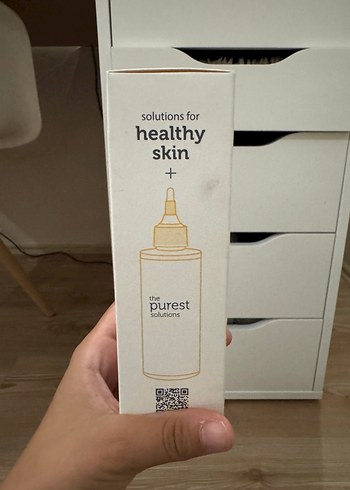 solutions for
healthy
skin
+
the
purest
solutions